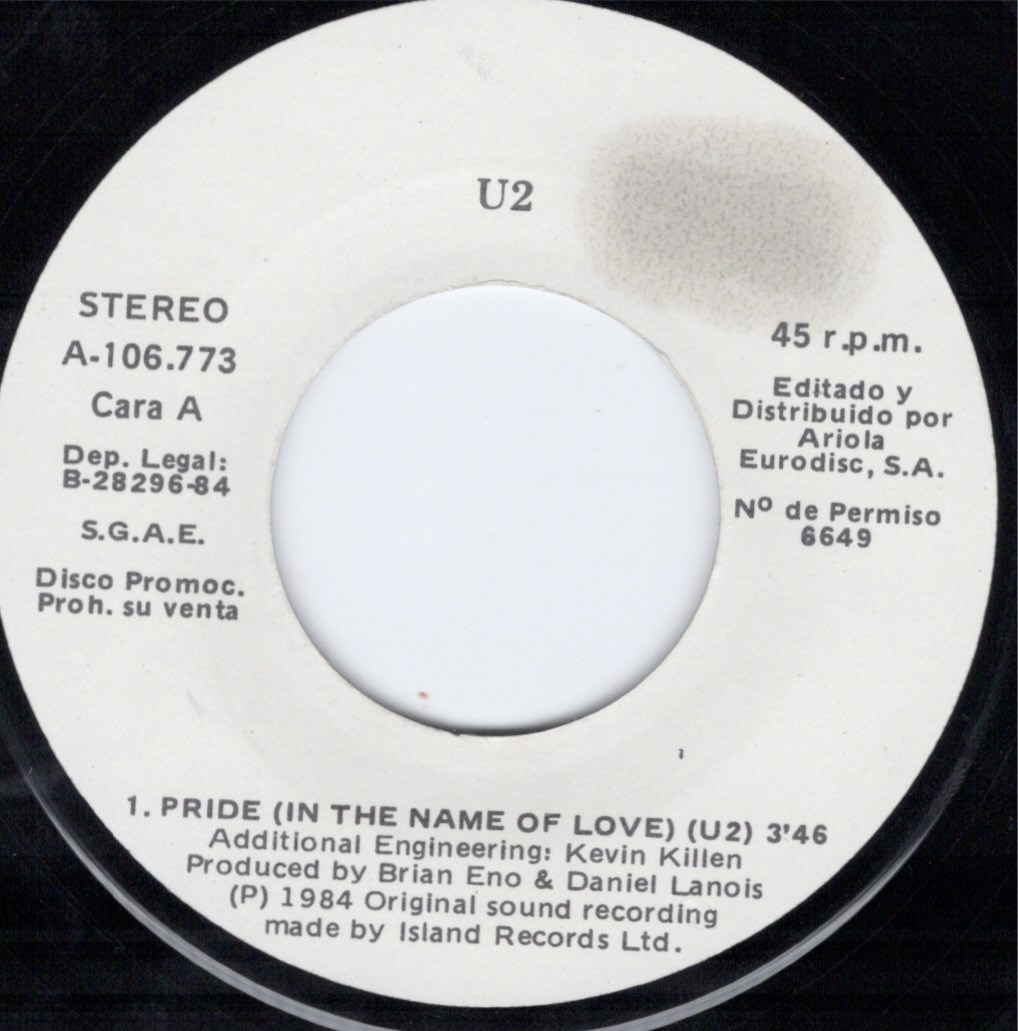 U2
STEREO
A-106.773
Cara A
Dep. Legal:
B-28296-84
S.G.A.E.
Disco Promoc.
Proh. su venta
45 r.p.m.
Editado y
Distribuido por
Ariola
Eurodisc, S.A.
Nº de Permiso
6649
1. PRIDE (IN THE NAME OF LOVE) (U2) 3'46
Additional Engineering: Kevin Killen
Produced by Brian Eno & Daniel Lanois
(P) 1984 Original sound recording
made by Island Records Ltd.